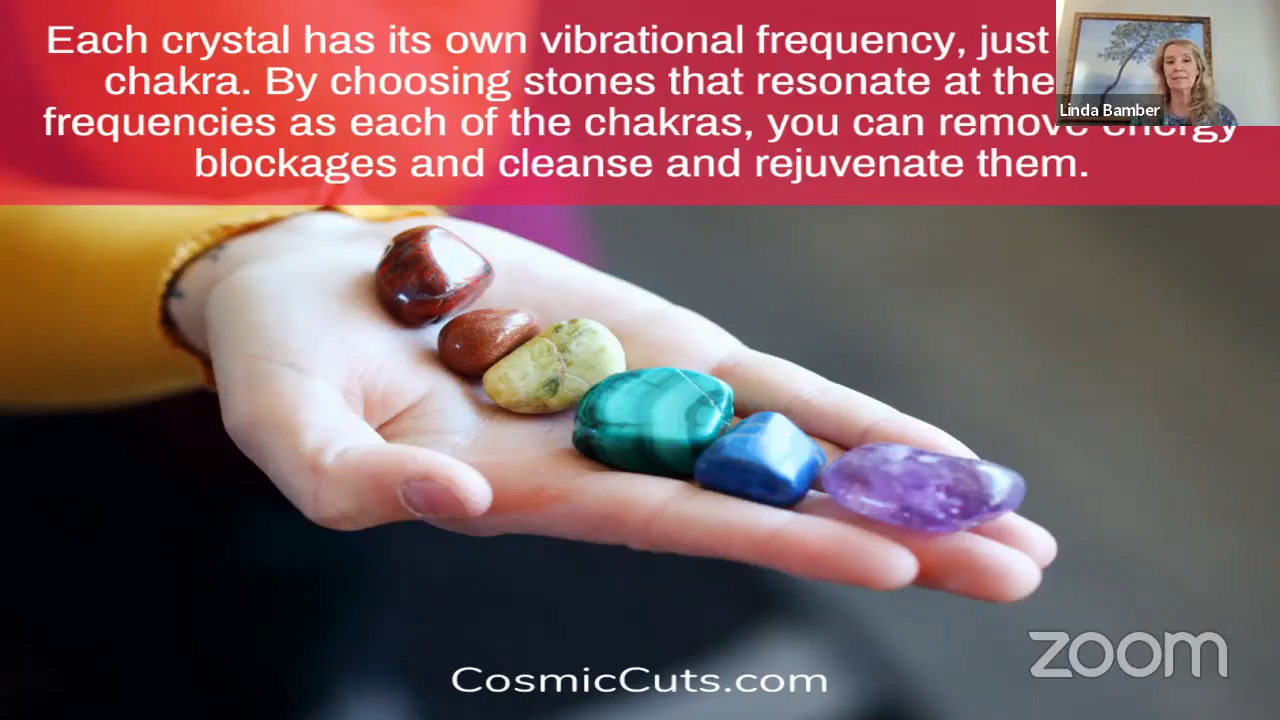 Each crystal has its own vibrational frequency, just
chakra. By choosing stones that resonate at the
frequencies as each of the chakras, you can remove energy
blockages and cleanse and rejuvenate them.
Linda Bamber
CosmicCuts.com
zoom